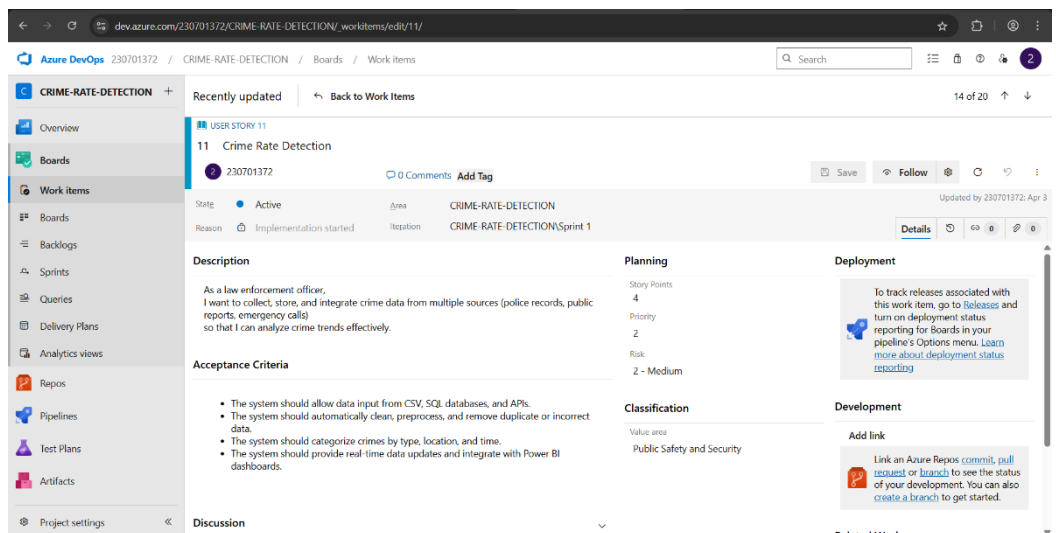 dev.azure.com/230701372/CRIME-RATE-DETECTION/_workitems/edit/11/
Azure DevOps 230701372 / CRIME-RATE-DETECTION / Boards / Work items
Search
2
C CRIME-RATE-DETECTION +
Overview
Boards
Work items
Boards
Backlogs
Sprints
Queries
Delivery Plans
Analytics views
Repos
Pipelines
Test Plans
Artifacts
Project settings
Recently updated
Back to Work Items
14 of 20
USER STORY 11
11 Crime Rate Detection
2 230701372
0 Comments Add Tag
Save
Follow
State Active
Area CRIME-RATE-DETECTION
Updated by 230701372: Apr 3
Reason Implementation started
Iteration CRIME-RATE-DETECTION\Sprint 1
Details 0 0
Description
As a law enforcement officer,
I want to collect, store, and integrate crime data from multiple sources (police records, public
reports, emergency calls)
so that I can analyze crime trends effectively.
Acceptance Criteria
• The system should allow data input from CSV, SQL databases, and APIs.
• The system should automatically clean, preprocess, and remove duplicate or incorrect
data.
• The system should categorize crimes by type, location, and time.
• The system should provide real-time data updates and integrate with Power BI
dashboards.
Discussion
Planning
Story Points
4
Priority
2
Risk
2 - Medium
Classification
Value area
Public Safety and Security
Deployment
To track releases associated with
this work item, go to Releases and
turn on deployment status
reporting for Boards in your
pipeline's Options menu. Learn
more about deployment status
reporting
Development
Add link
Link an Azure Repos commit, pull
request or branch to see the status
of your development. You can also
create a branch to get started.